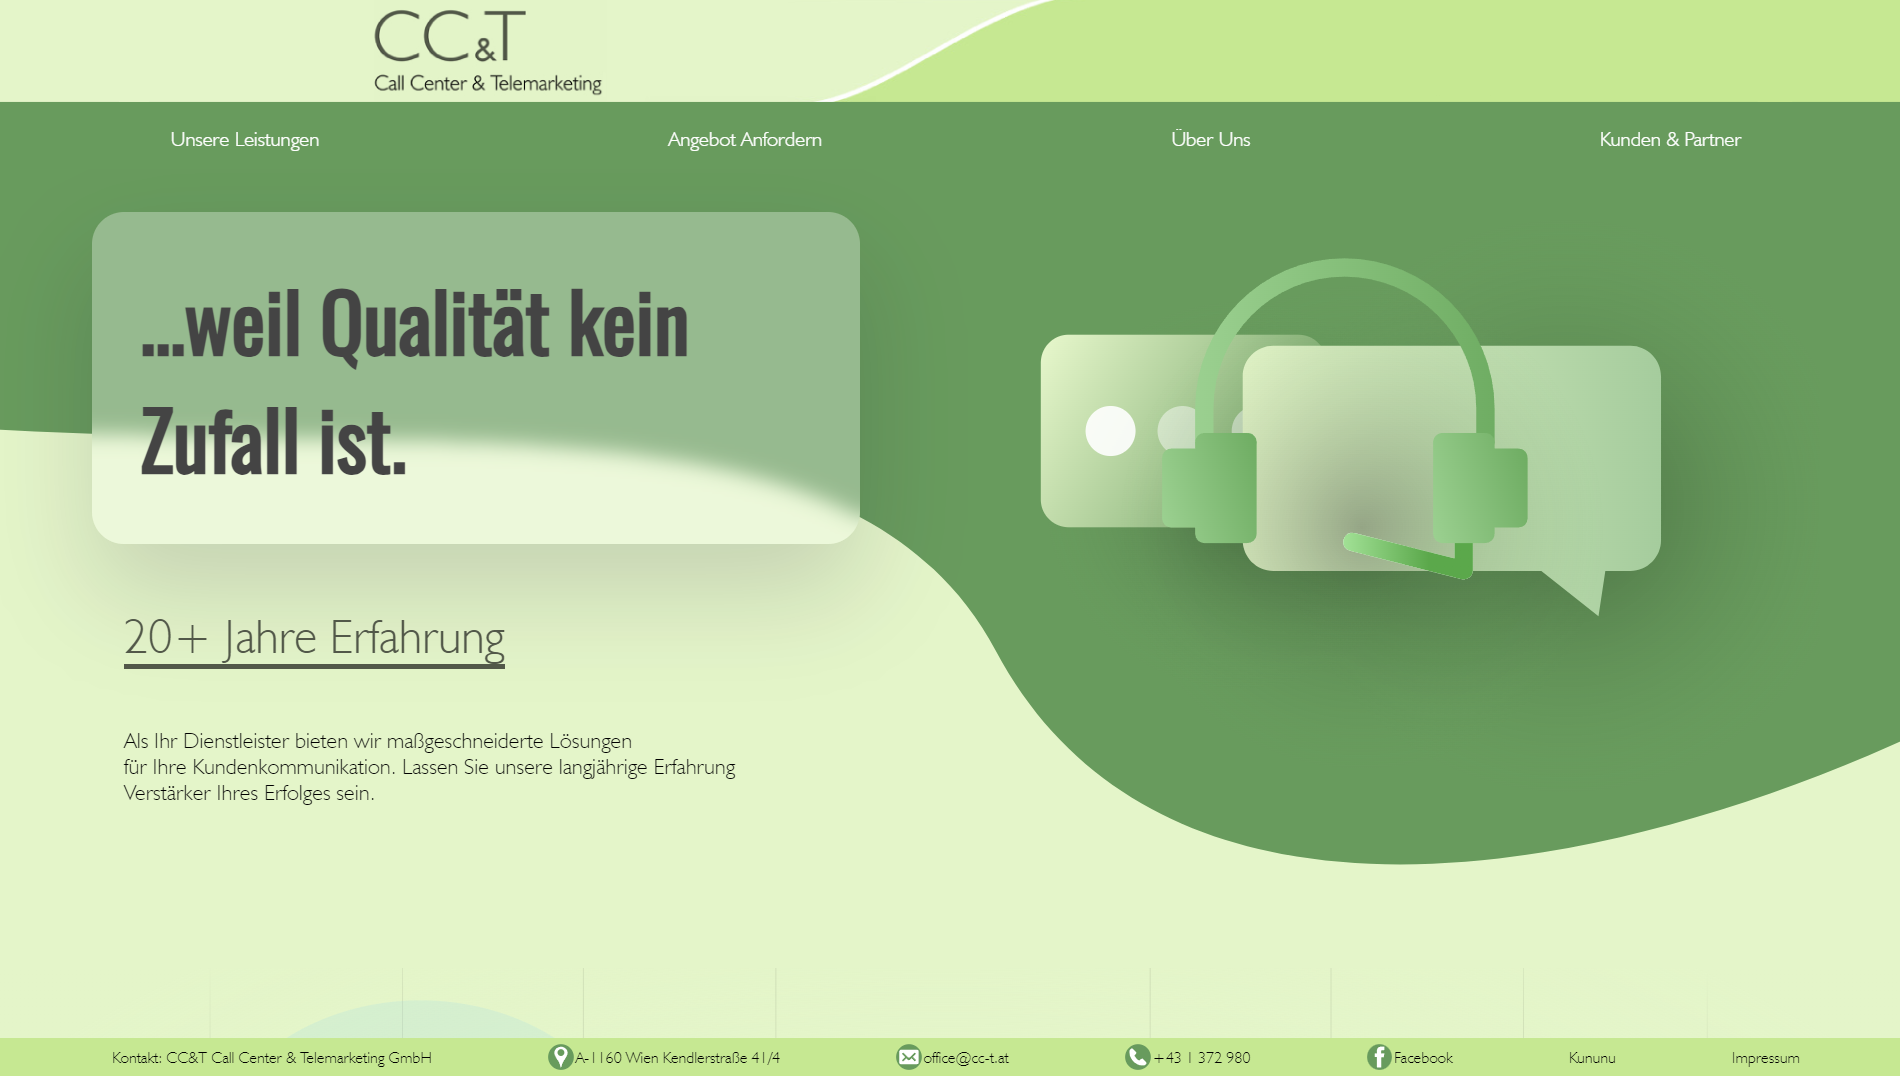 CC&T
Call Center & Telemarketing
Unsere Leistungen
Angebot Anfordern
Über Uns
Kunden & Partner
...weil Qualität kein
Zufall ist.
20+ Jahre Erfahrung
Als Ihr Dienstleister bieten wir maßgeschneiderte Lösungen
für Ihre Kundenkommunikation. Lassen Sie unsere langjährige Erfahrung
Verstärker Ihres Erfolges sein.
Kontakt: CC&T Call Center & Telemarketing GmbH
A-1160 Wien Kendlerstraße 41/4
office@cc-t.at
+43 1 372 980
Facebook
Kununu
Impressum